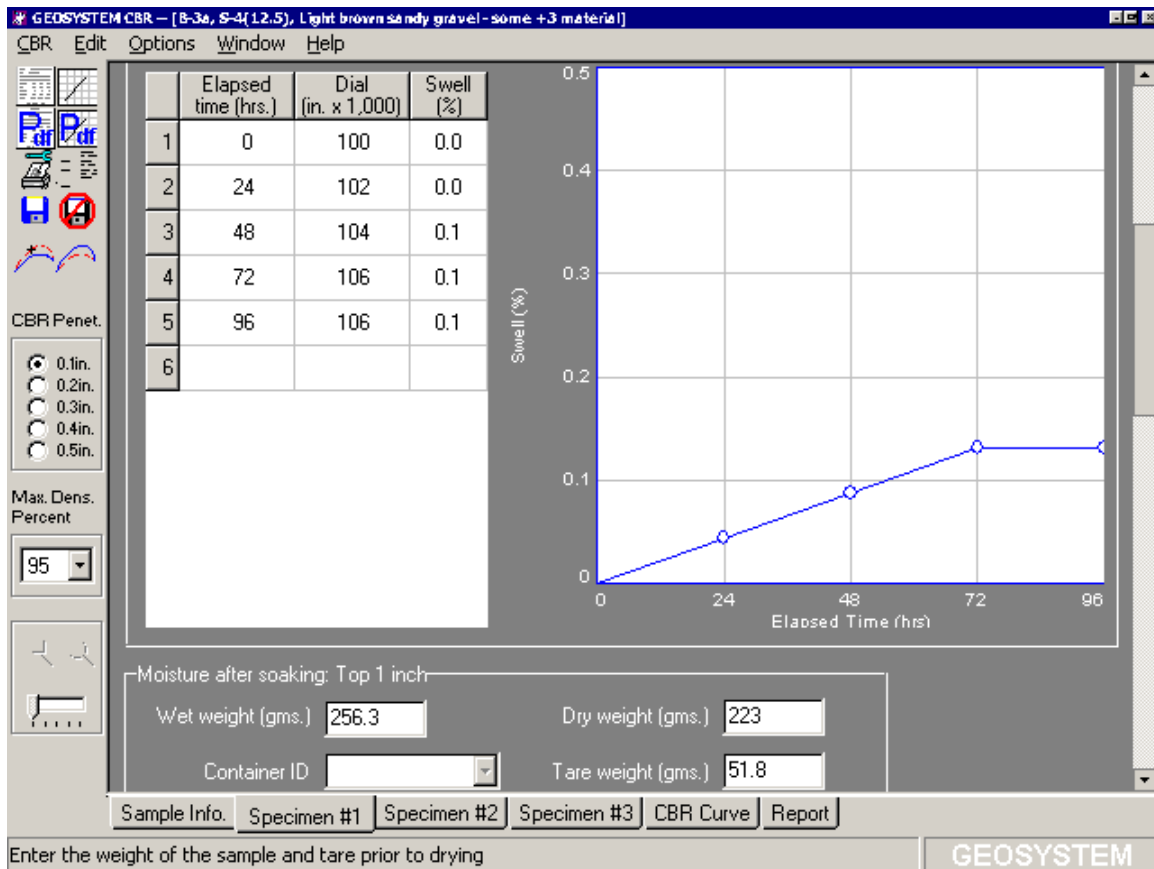 GEOSYSTEM CBR – [B-3a, S-4(12.5), Light brown sandy gravel - some +3 material]
CBR Edit Options Window Help
Elapsed time (hrs.) Dial (in. x 1,000) Swell (%)
1 0 100 0.0
2 24 102 0.0
3 48 104 0.1
4 72 106 0.1
5 96 106 0.1
6
Pdf Pdf
CBR Penet.
0.1in.
0.2in.
0.3in.
0.4in.
0.5in.
Max. Dens.
Percent
95
0.5
0.4
0.3
0.2
0.1
0
Swell (%)
0 24 48 72 96
Elapsed Time (hrs)
Moisture after soaking: Top 1 inch
Wet weight (gms.) 256.3 Dry weight (gms.) 223
Container ID Tare weight (gms.) 51.8
Sample Info. Specimen #1 Specimen #2 Specimen #3 CBR Curve Report
Enter the weight of the sample and tare prior to drying GEOSYSTEM